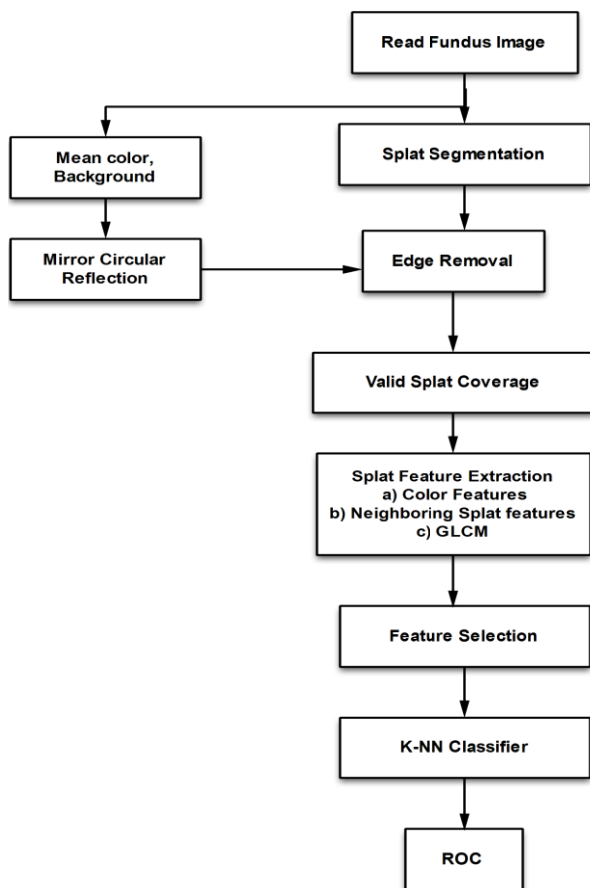 Read Fundus Image
Mean color,
Background
Splat Segmentation
Mirror Circular
Reflection
Edge Removal
Valid Splat Coverage
Splat Feature Extraction
a) Color Features
b) Neighboring Splat features
c) GLCM
Feature Selection
K-NN Classifier
ROC